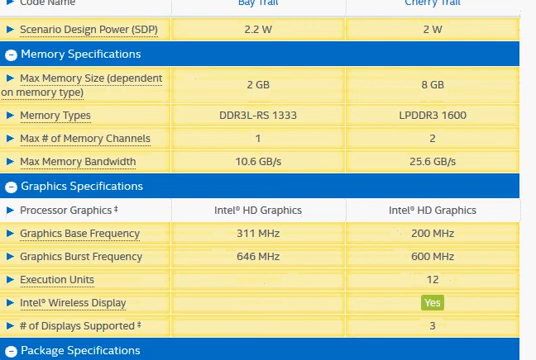 Code Name Bay Trail Cherry Trail
Scenario Design Power (SDP) 2.2 W 2 W
Memory Specifications
Max Memory Size (dependent
on memory type) 2 GB 8 GB
Memory Types DDR3L-RS 1333 LPDDR3 1600
Max # of Memory Channels 1 2
Max Memory Bandwidth 10.6 GB/s 25.6 GB/s
Graphics Specifications
Processor Graphics ‡ Intel® HD Graphics Intel® HD Graphics
Graphics Base Frequency 311 MHz 200 MHz
Graphics Burst Frequency 646 MHz 600 MHz
Execution Units 12
Intel® Wireless Display Yes
# of Displays Supported ‡ 3
Package Specifications